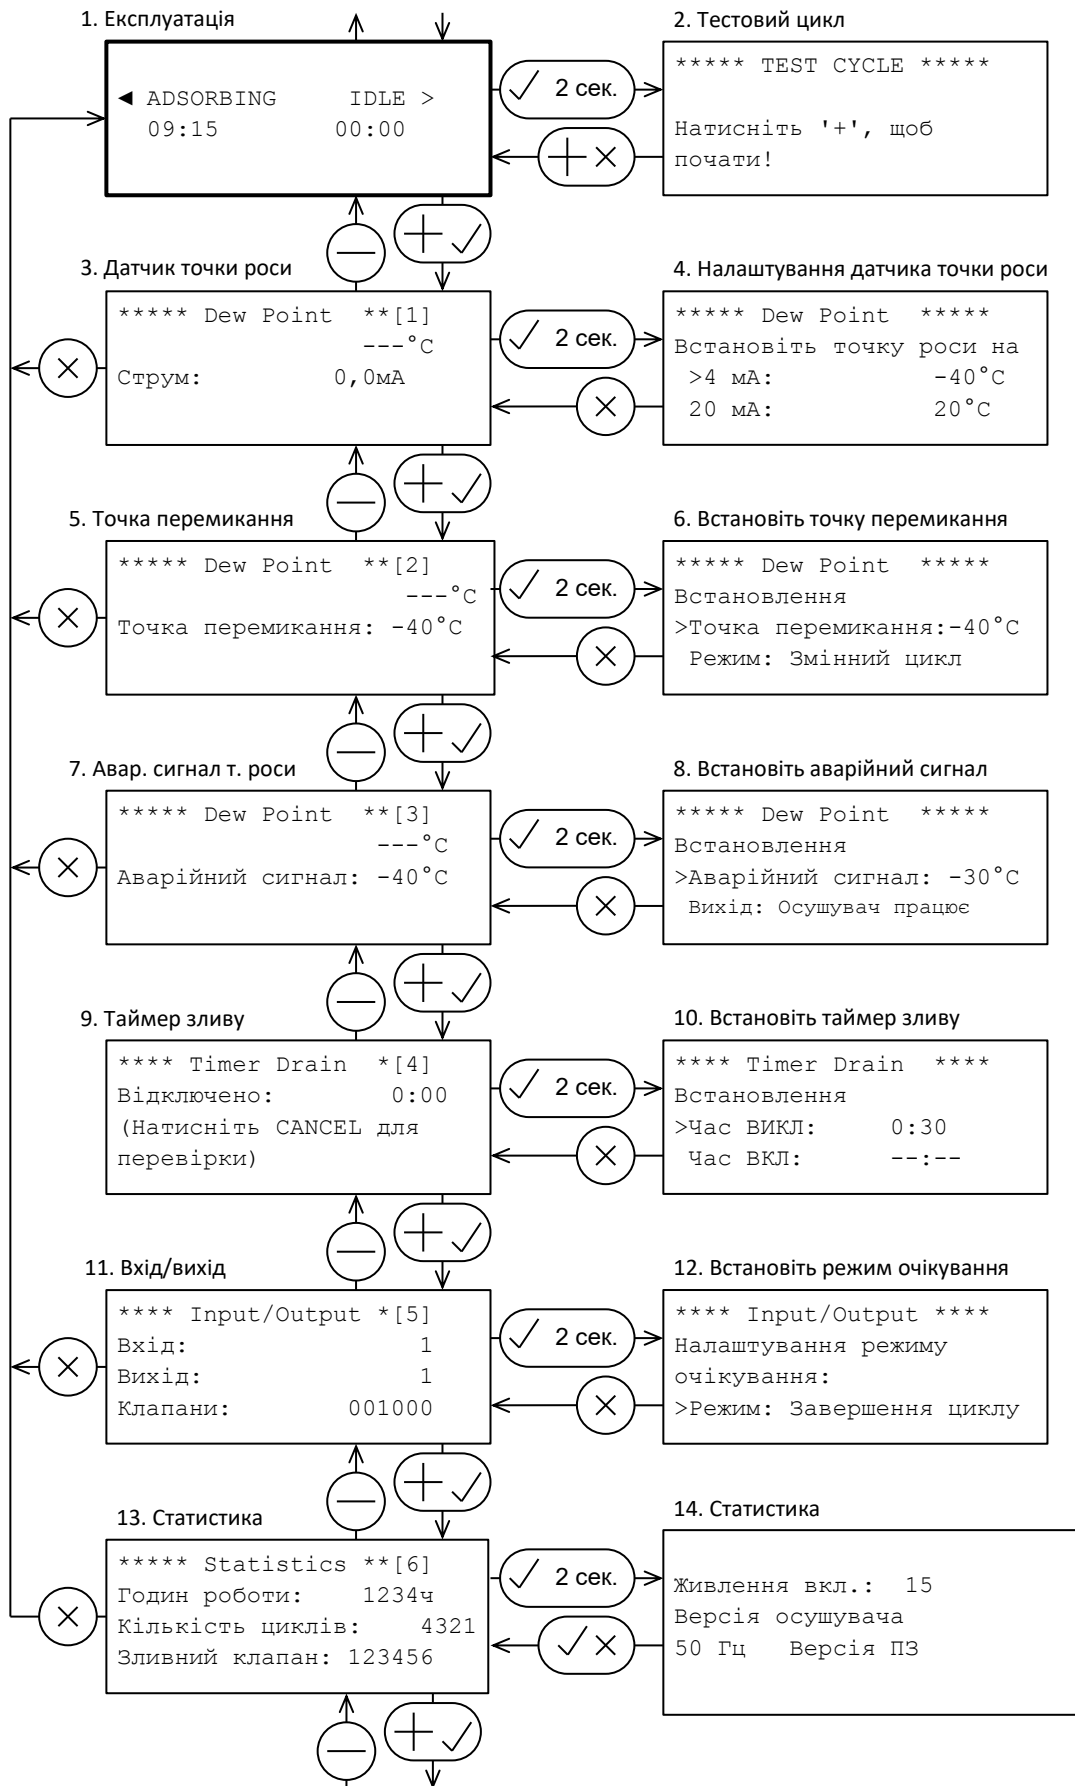 1. Експлуатація
◄ ADSORBING IDLE >
09:15 00:00
2 сек.
2. Тестовий цикл
***** TEST CYCLE *****
Натисніть '+', щоб
почати!
3. Датчик точки роси
***** Dew Point **[1]
---°C
Струм: 0,0мА
2 сек.
4. Налаштування датчика точки роси
***** Dew Point *****
Встановіть точку роси на
>4 мА: -40°C
20 мА: 20°C
5. Точка перемикання
***** Dew Point **[2]
---°C
Точка перемикання: -40°C
2 сек.
6. Встановіть точку перемикання
***** Dew Point *****
Встановлення
>Точка перемикання:-40°C
Режим: Змінний цикл
7. Авар. сигнал т. роси
***** Dew Point **[3]
---°C
Аварійний сигнал: -40°C
2 сек.
8. Встановіть аварійний сигнал
***** Dew Point *****
Встановлення
>Аварійний сигнал: -30°C
Вихід: Осушувач працює
9. Таймер зливу
**** Timer Drain *[4]
Відключено: 0:00
(Натисніть CANCEL для
перевірки)
2 сек.
10. Встановіть таймер зливу
**** Timer Drain ****
Встановлення
>Час ВИКЛ: 0:30
Час ВКЛ: --:--
11. Вхід/вихід
**** Input/Output *[5]
Вхід: 1
Вихід: 1
Клапани: 001000
2 сек.
12. Встановіть режим очікування
**** Input/Output ****
Налаштування режиму
очікування:
>Режим: Завершення циклу
13. Статистика
***** Statistics **[6]
Годин роботи: 1234ч
Кількість циклів: 4321
Зливний клапан: 123456
2 сек.
14. Статистика
Живлення вкл.: 15
Версія осушувача
50 Гц Версія ПЗ